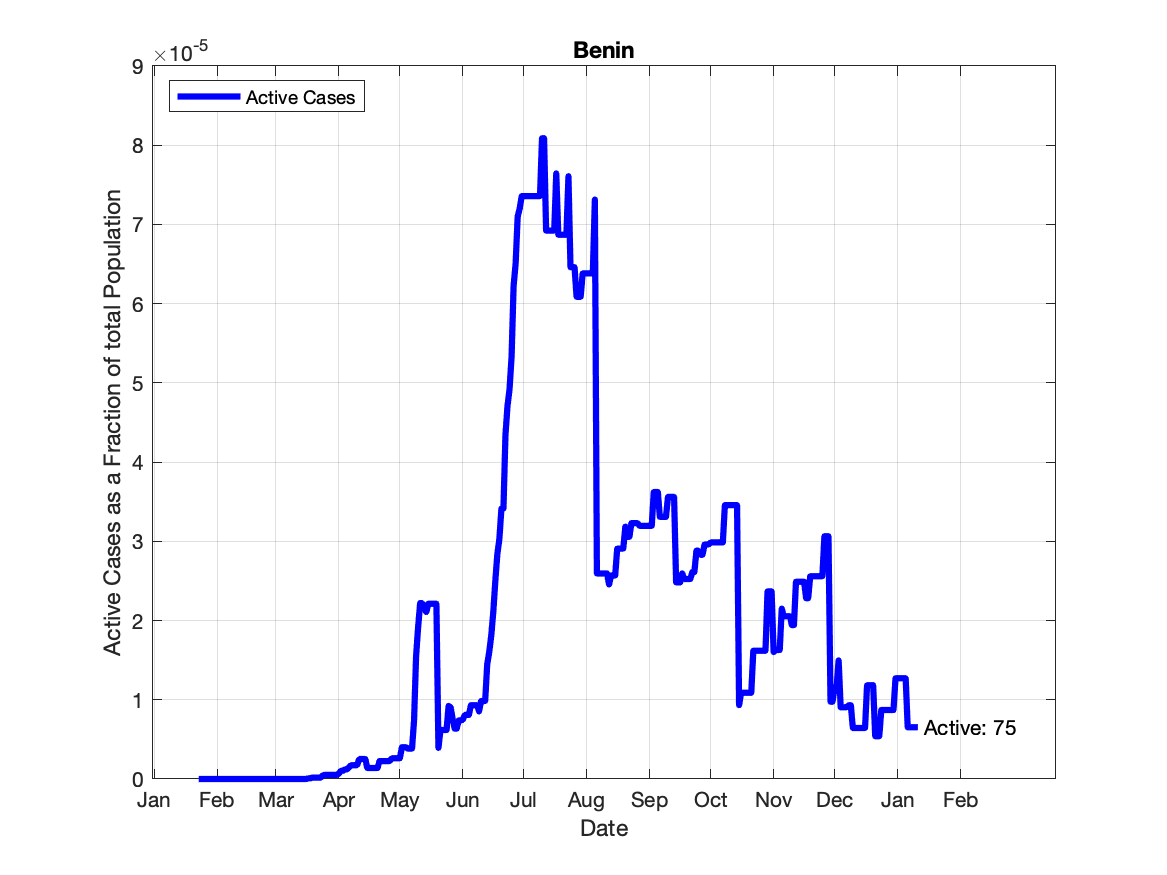 Benin
×10-5
Active Cases
9
8
7
6
5
4
3
2
1
0
Active Cases as a Fraction of total Population
Active: 75
Jan Feb Mar Apr May Jun Jul Aug Sep Oct Nov Dec Jan Feb
Date